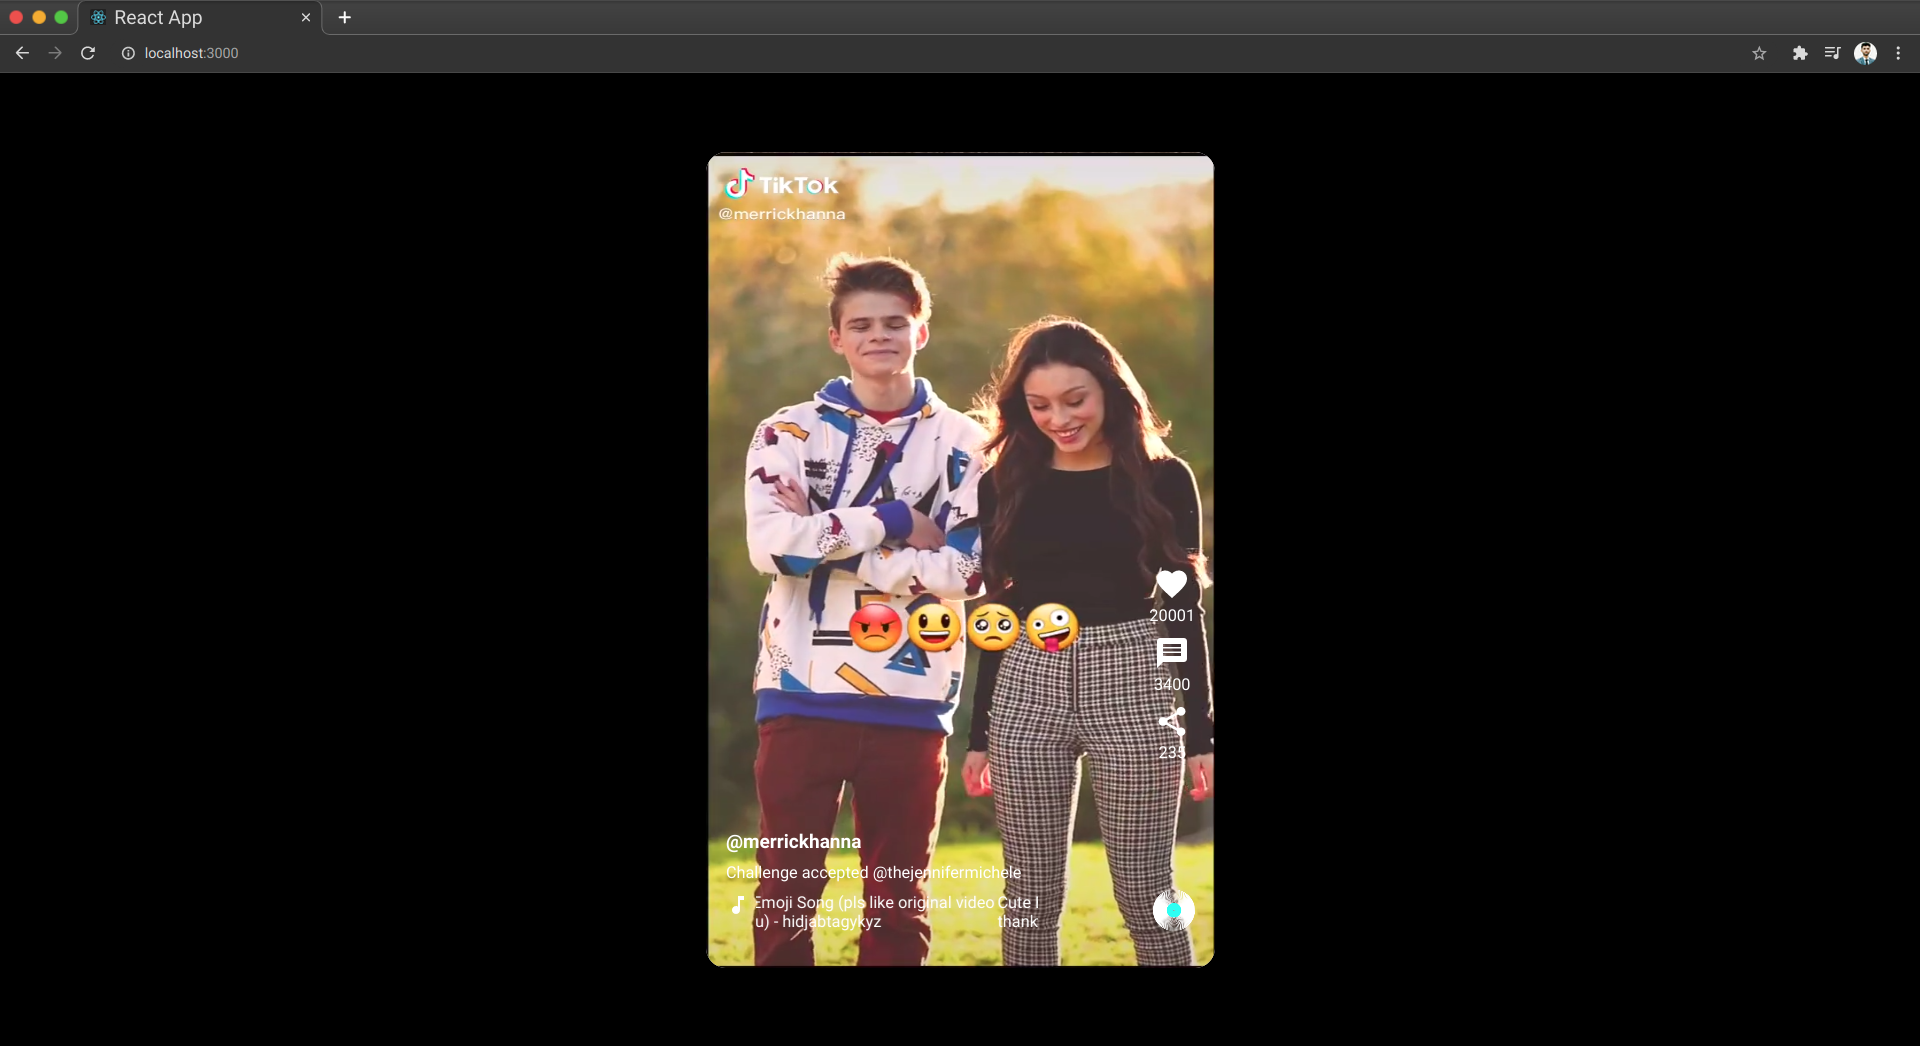 React App
localhost:3000
TikTok
@merrickhanna
20001
3400
235
@merrickhanna
Challenge accepted @thejennifermichele
Emoji Song (pls like original video Cute I
u) - hidjabtagykyz thank